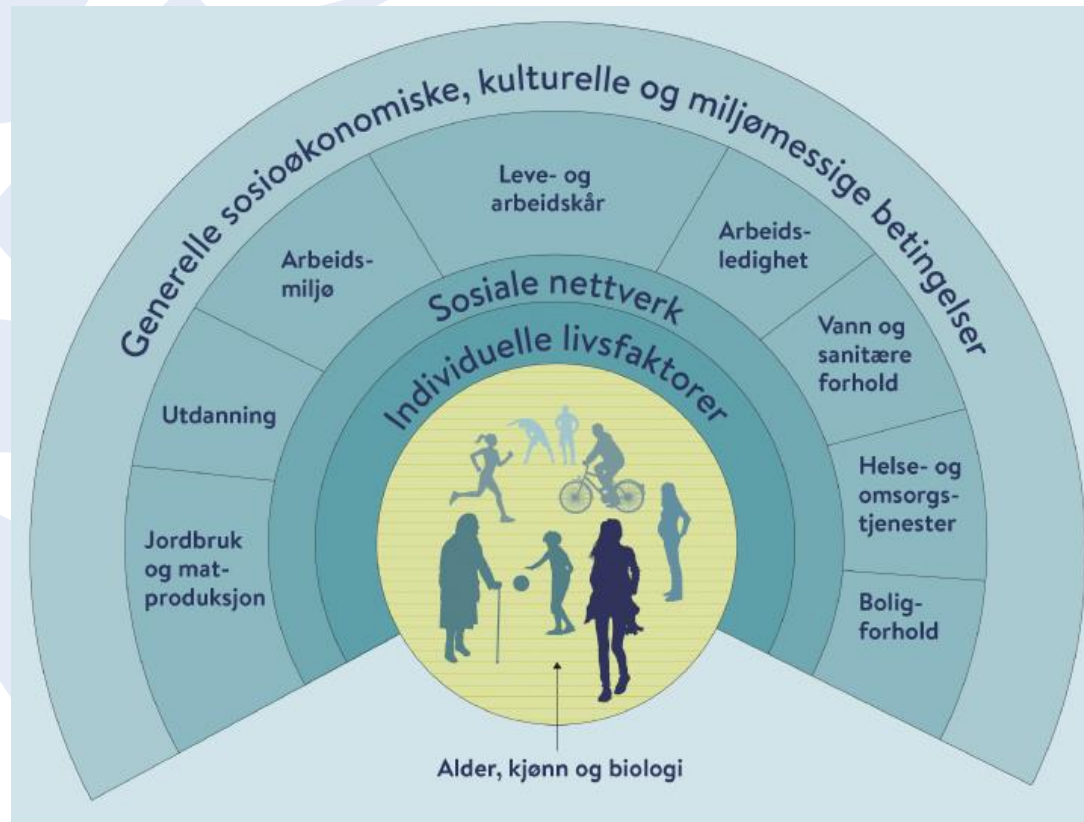 Generelle sosioøkonomiske, kulturelle og miljømessige betingelser
Leve- og
arbeidskår
Arbeids-
miljø
Arbeids-
ledighet
Utdanning
Vann og
sanitære
forhold
Jordbruk
og mat-
produksjon
Helse- og
omsorgs-
tjenester
Bolig-
forhold
Sosiale nettverk
Individuelle livsfaktorer
Alder, kjønn og biologi